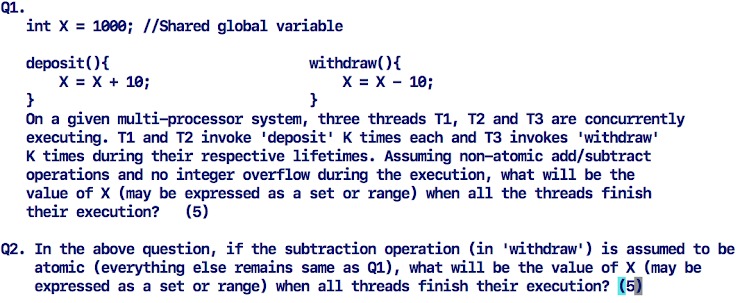 Q1.
int X = 1000; //Shared global variable
deposit(){ withdraw(){
X = X + 10; X = X - 10;
} }
On a given multi-processor system, three threads T1, T2 and T3 are concurrently
executing. T1 and T2 invoke 'deposit' K times each and T3 invokes 'withdraw'
K times during their respective lifetimes. Assuming non-atomic add/subtract
operations and no integer overflow during the execution, what will be the
value of X (may be expressed as a set or range) when all the threads finish
their execution? (5)
Q2. In the above question, if the subtraction operation (in 'withdraw') is assumed to be
atomic (everything else remains same as Q1), what will be the value of X (may be
expressed as a set or range) when all threads finish their execution? (5)